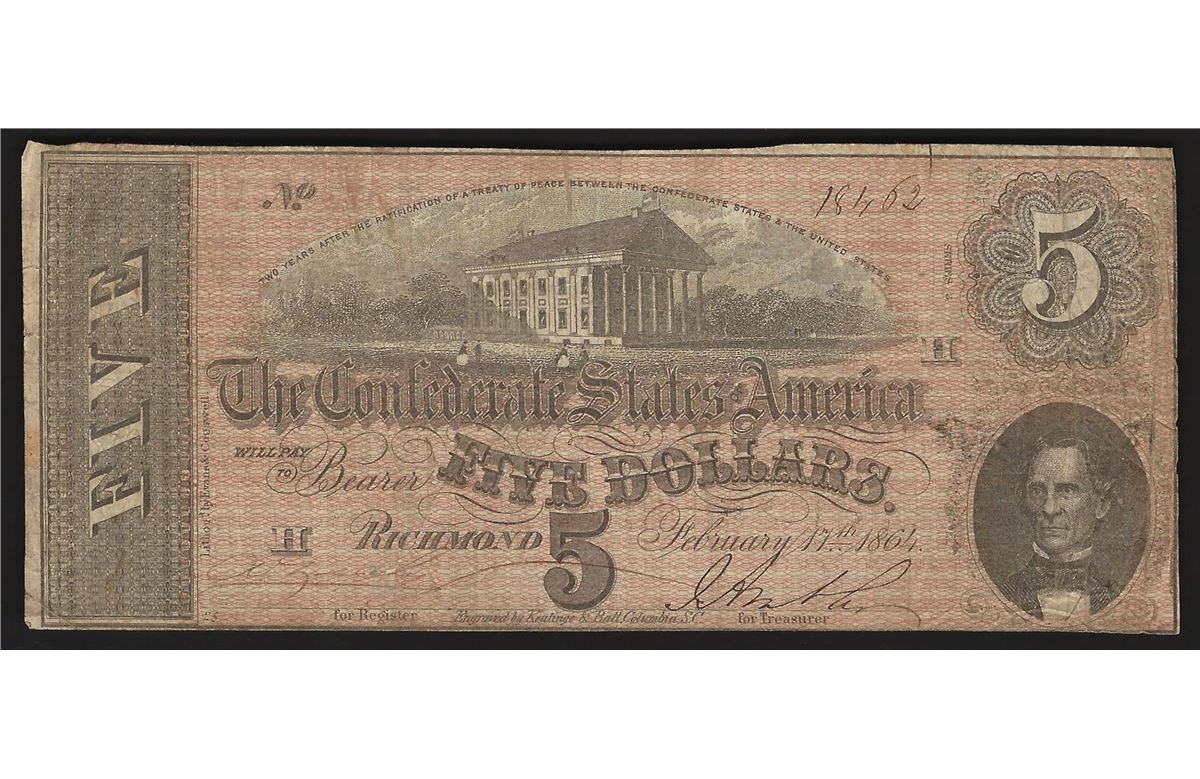 No 18462
TWO YEARS AFTER THE RATIFICATION OF A TREATY OF PEACE BETWEEN THE CONFEDERATE STATES & THE UNITED STATES
5
FIVE
H
The Confederate States of America
WILL PAY TO Bearer FIVE DOLLARS.
H
RICHMOND 5 February 17th 1864.
for Register
Engraved by Keatinge & Ball, Columbia, S.C.
for Treasurer